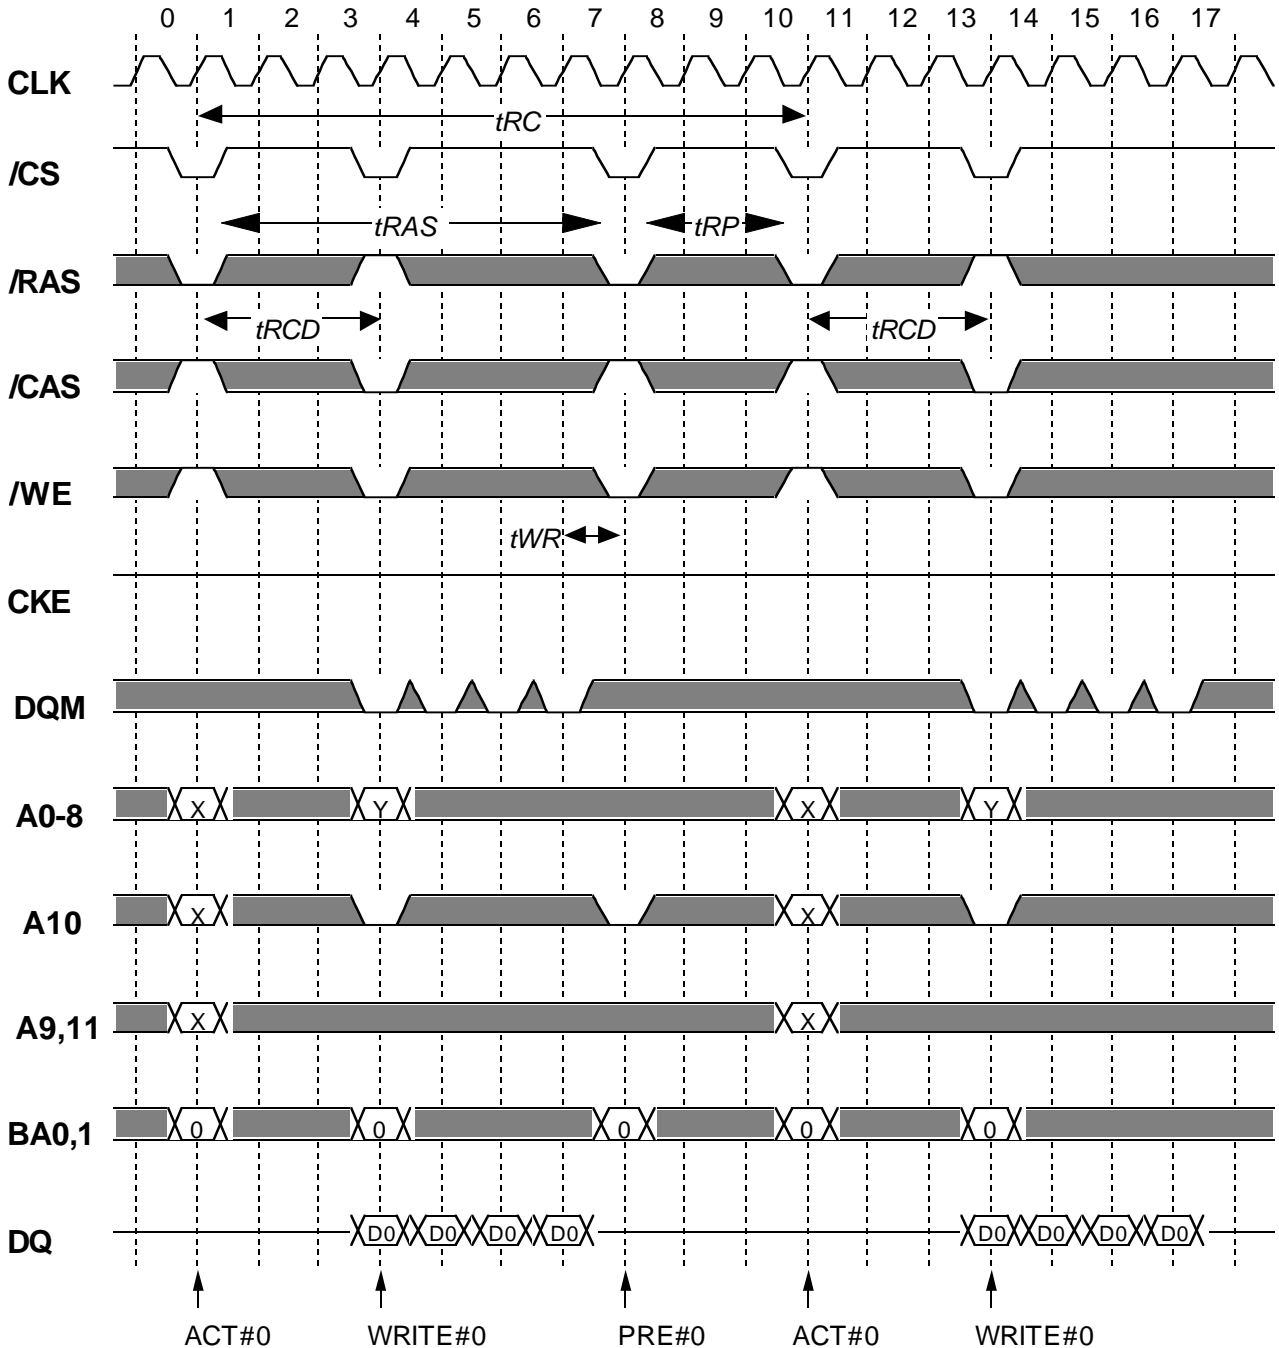 0 1 2 3 4 5 6 7 8 9 10 11 12 13 14 15 16 17
CLK
tRC
/CS
tRAS tRP
/RAS
tRCD tRCD
/CAS
/WE
tWR
CKE
DQM
A0-8 X Y X Y
A10 X X
A9,11 X X
BA0,1 0 0 0 0 0
DQ D0 D0 D0 D0 D0 D0 D0 D0
ACT#0 WRITE#0 PRE#0 ACT#0 WRITE#0